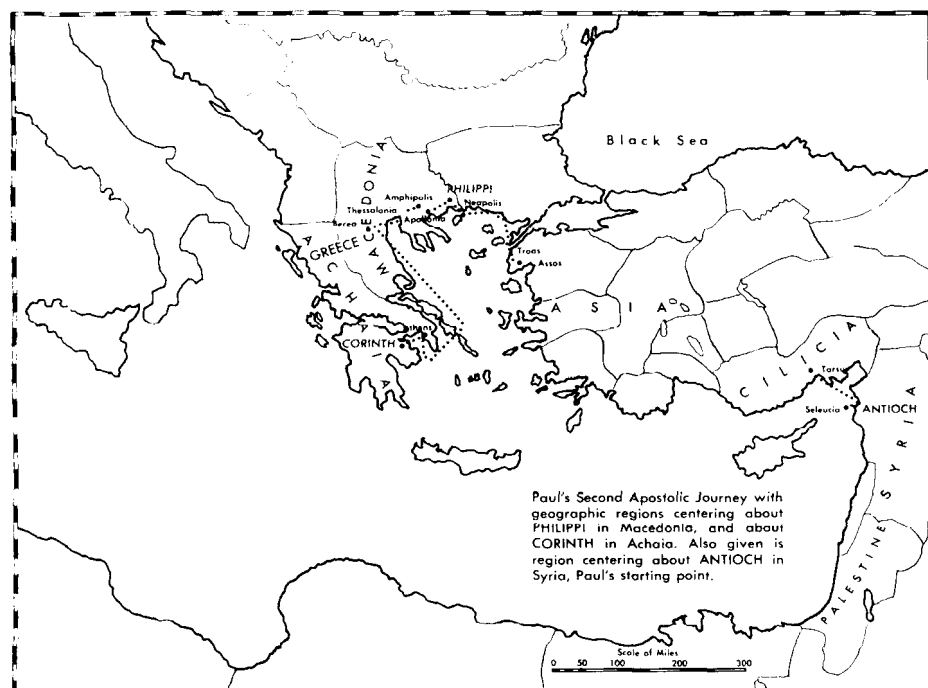 Black Sea
MACEDONIA
PHILIPPI
Amphipolis
Neapolis
Thessalonia
Apollonia
Berea
GREECE
ACHAIA
Troas
Assos
ASIA
Athens
CORINTH
CILICIA
Tarsu
Seleucia
ANTIOCH
SYRIA
PALESTINE
Paul's Second Apostolic Journey with
geographic regions centering about
PHILIPPI in Macedonia, and about
CORINTH in Achaia. Also given is
region centering about ANTIOCH in
Syria, Paul's starting point.
Scale of Miles
0 50 100 200 300